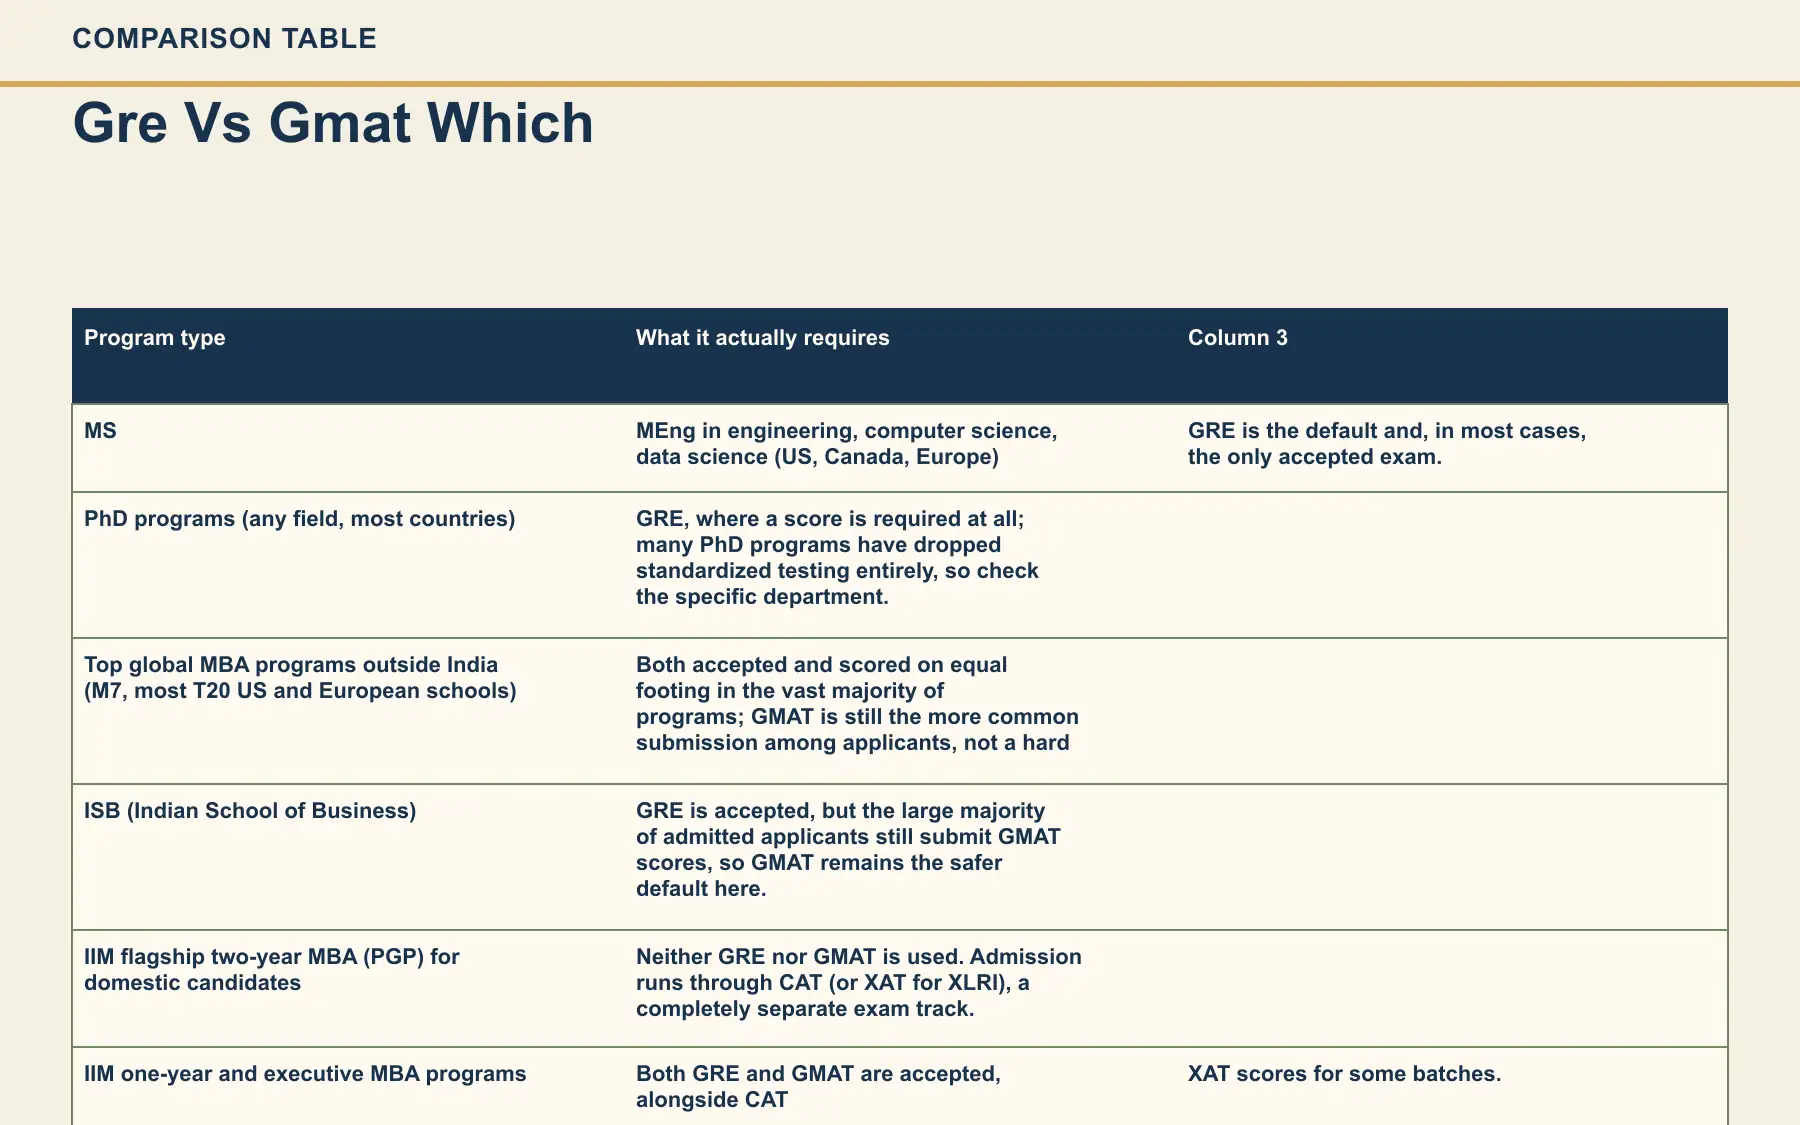 COMPARISON TABLE
Gre Vs Gmat Which
Program type
What it actually requires
Column 3
MS
MEng in engineering, computer science,
data science (US, Canada, Europe)
GRE is the default and, in most cases,
the only accepted exam.
PhD programs (any field, most countries)
GRE, where a score is required at all;
many PhD programs have dropped
standardized testing entirely, so check
the specific department.
Top global MBA programs outside India
(M7, most T20 US and European schools)
Both accepted and scored on equal
footing in the vast majority of
programs; GMAT is still the more common
submission among applicants, not a hard
ISB (Indian School of Business)
GRE is accepted, but the large majority
of admitted applicants still submit GMAT
scores, so GMAT remains the safer
default here.
IIM flagship two-year MBA (PGP) for
domestic candidates
Neither GRE nor GMAT is used. Admission
runs through CAT (or XAT for XLRI), a
completely separate exam track.
IIM one-year and executive MBA programs
Both GRE and GMAT are accepted,
alongside CAT
XAT scores for some batches.